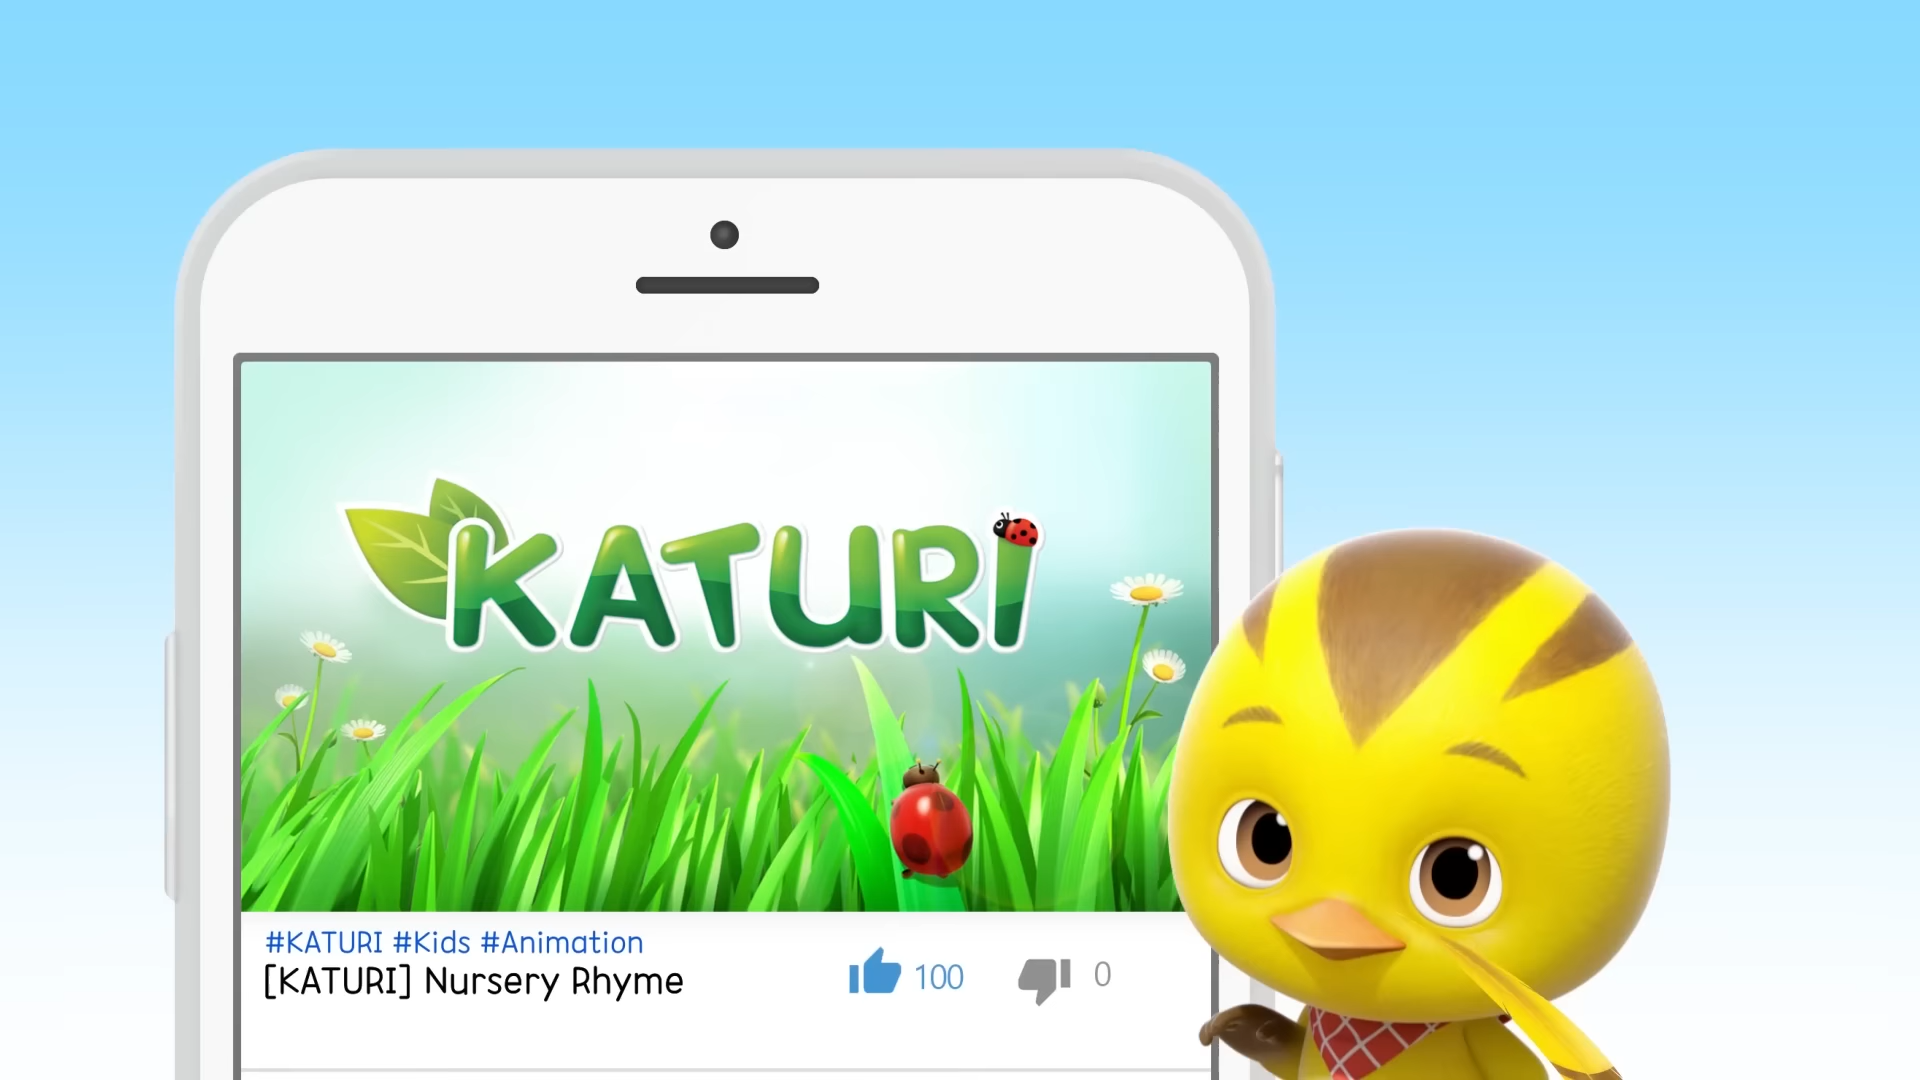 KATURI
#KATURI #Kids #Animation
[KATURI] Nursery Rhyme
100
0